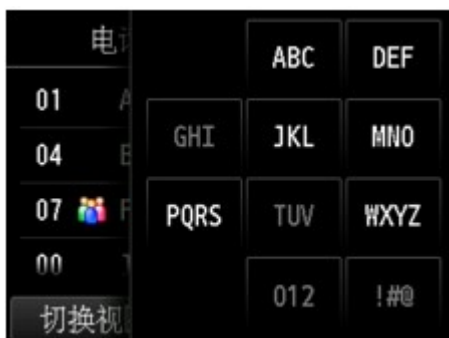 电
ABC DEF
01 A
GHI JKL MNO
04
07
PQRS TUV WXYZ
00
012 !#@
切换视